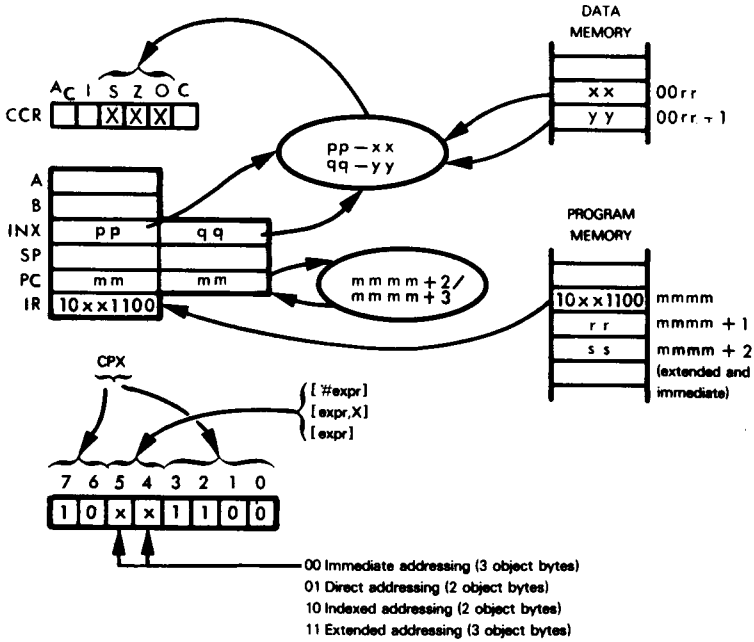 DATA
MEMORY
A C I S Z O C
CCR X X X
xx 00rr
yy 00rr + 1
pp - xx
qq - yy
A
B
INX pp qq
SP
PC mm mm
IR 10xx1100
mmmm + 2/
mmmm + 3
PROGRAM
MEMORY
10xx1100 mmmm
rr mmmm + 1
ss mmmm + 2
(extended and
immediate)
CPX
[#expr]
[expr,X]
[expr]
7 6 5 4 3 2 1 0
1 0 x x 1 1 0 0
00 Immediate addressing (3 object bytes)
01 Direct addressing (2 object bytes)
10 Indexed addressing (2 object bytes)
11 Extended addressing (3 object bytes)